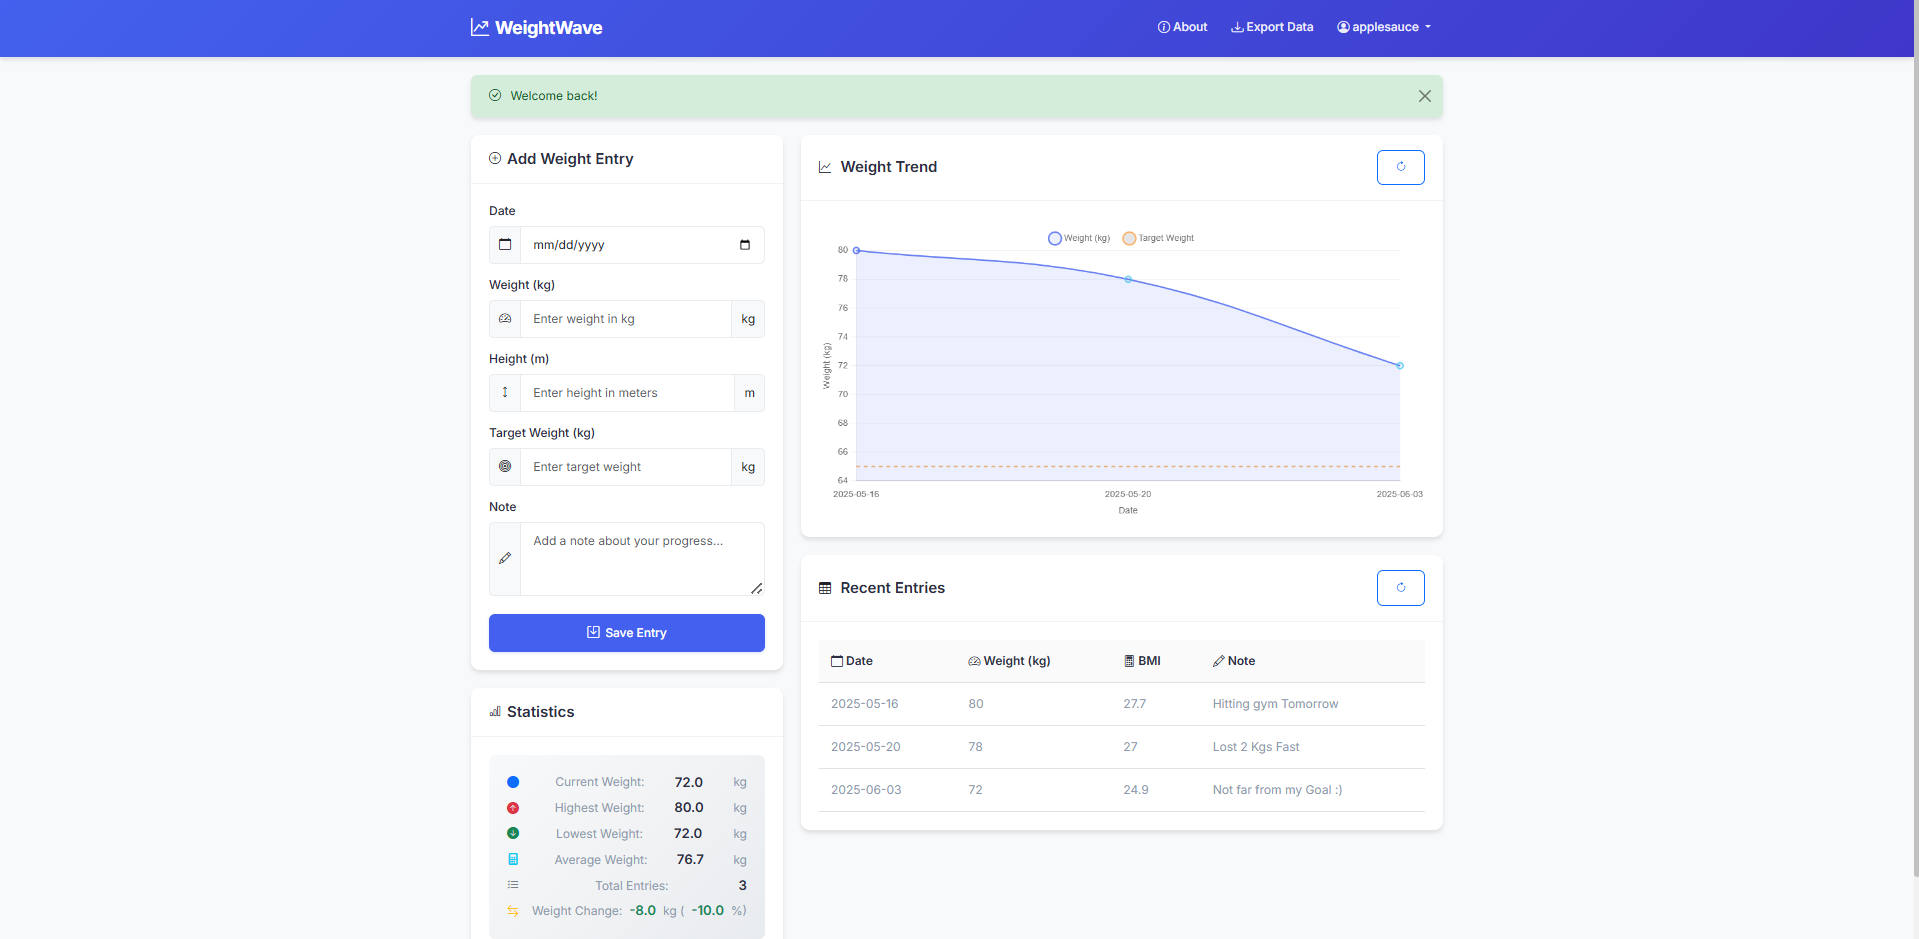 WeightWave
About
Export Data
applesauce
Welcome back!
Add Weight Entry
Date
mm/dd/yyyy
Weight (kg)
Enter weight in kg
kg
Height (m)
Enter height in meters
m
Target Weight (kg)
Enter target weight
kg
Note
Add a note about your progress...
Save Entry
Statistics
Current Weight: 72.0 kg
Highest Weight: 80.0 kg
Lowest Weight: 72.0 kg
Average Weight: 76.7 kg
Total Entries: 3
Weight Change: -8.0 kg ( -10.0 %)
Weight Trend
Weight (kg)
Target Weight
80
78
76
74
72
70
68
66
64
Weight (kg)
2025-05-16
2025-05-20
2025-06-03
Date
Recent Entries
Date Weight (kg) BMI Note
2025-05-16 80 27.7 Hitting gym Tomorrow
2025-05-20 78 27 Lost 2 Kgs Fast
2025-06-03 72 24.9 Not far from my Goal :)